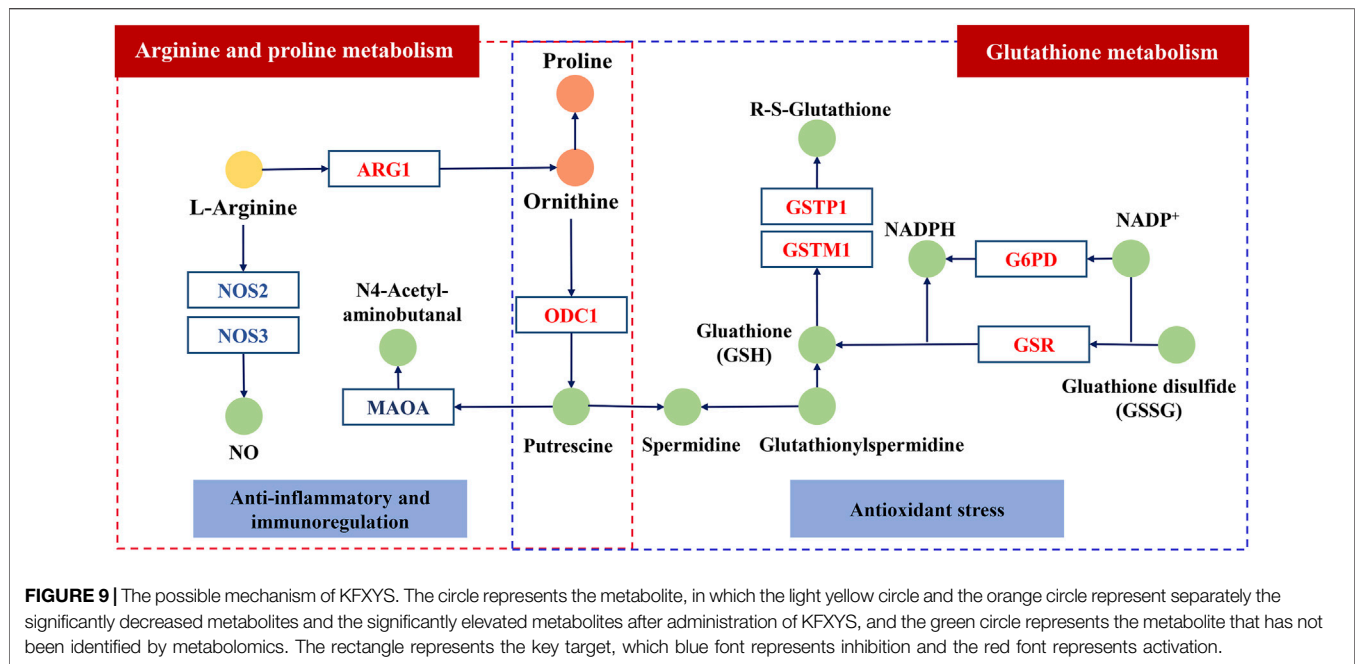 Arginine and proline metabolism
Glutathione metabolism
Proline
R-S-Glutathione
ARG1
GSTP1
L-Arginine
Ornithine
NADPH
NADP+
GSTM1
G6PD
NOS2
N4-Acetyl-
aminobutanal
NOS3
ODC1
Gluathione
(GSH)
GSR
Gluathione disulfide
(GSSG)
MAOA
NO
Putrescine
Spermidine
Glutathionylspermidine
Anti-inflammatory and
immunoregulation
Antioxidant stress
FIGURE 9 | The possible mechanism of KFXYS. The circle represents the metabolite, in which the light yellow circle and the orange circle represent separately the
significantly decreased metabolites and the significantly elevated metabolites after administration of KFXYS, and the green circle represents the metabolite that has not
been identified by metabolomics. The rectangle represents the key target, which blue font represents inhibition and the red font represents activation.